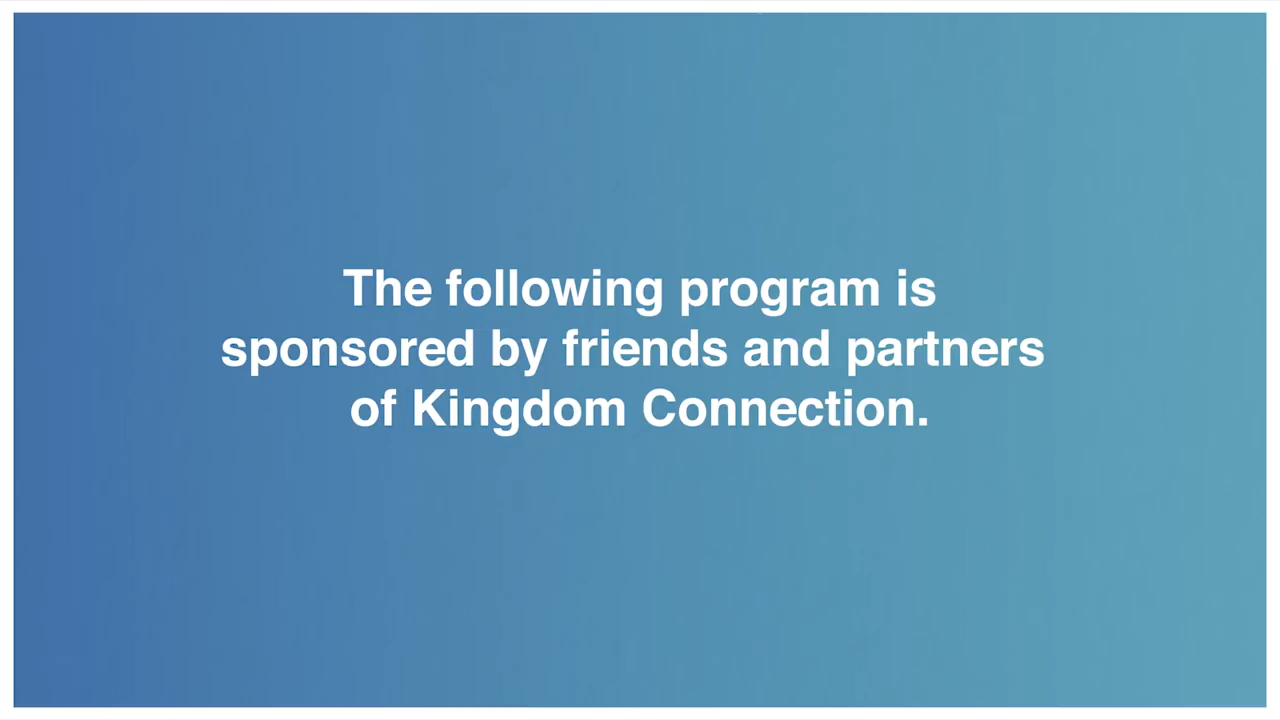 The following program is
sponsored by friends and partners
of Kingdom Connection.